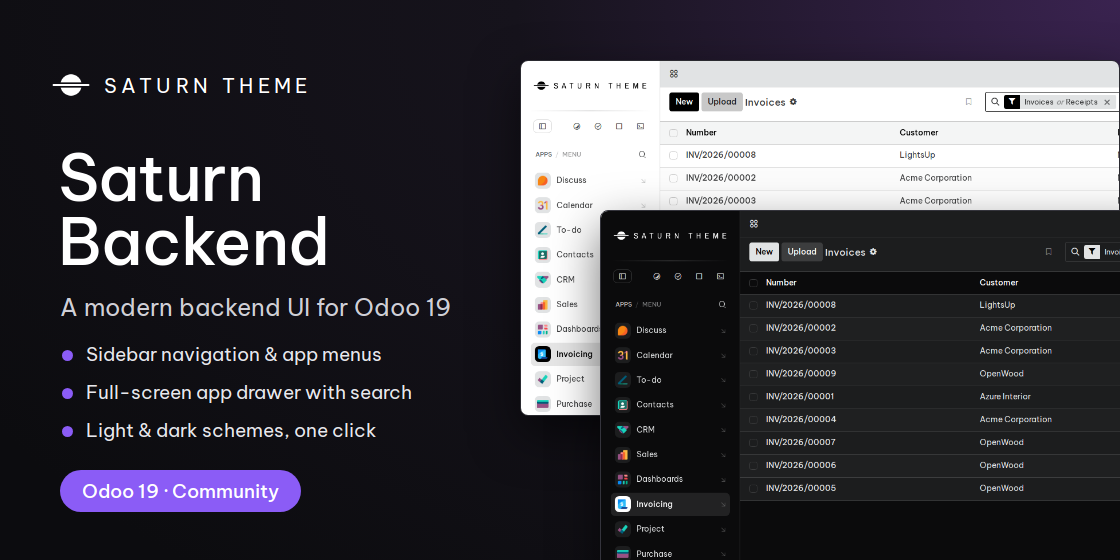 SATURN THEME
Saturn
Backend
A modern backend UI for Odoo 19
Sidebar navigation & app menus
Full-screen app drawer with search
Light & dark schemes, one click
Odoo 19 · Community
SATURN THEME
APPS / MENU
Discuss
Calendar
To-do
Contacts
CRM
Sales
Dashboards
Invoicing
Project
Purchase
New Upload Invoices
Invoices or Receipts
Number Customer
INV/2026/00008 LightsUp
INV/2026/00002 Acme Corporation
INV/2026/00003 Acme Corporation
SATURN THEME
APPS / MENU
Discuss
Calendar
To-do
Contacts
CRM
Sales
Dashboards
Invoicing
Project
Purchase
New Upload Invoices
Number Customer
INV/2026/00008 LightsUp
INV/2026/00002 Acme Corporation
INV/2026/00003 Acme Corporation
INV/2026/00009 OpenWood
INV/2026/00001 Azure Interior
INV/2026/00004 Acme Corporation
INV/2026/00007 OpenWood
INV/2026/00006 OpenWood
INV/2026/00005 OpenWood